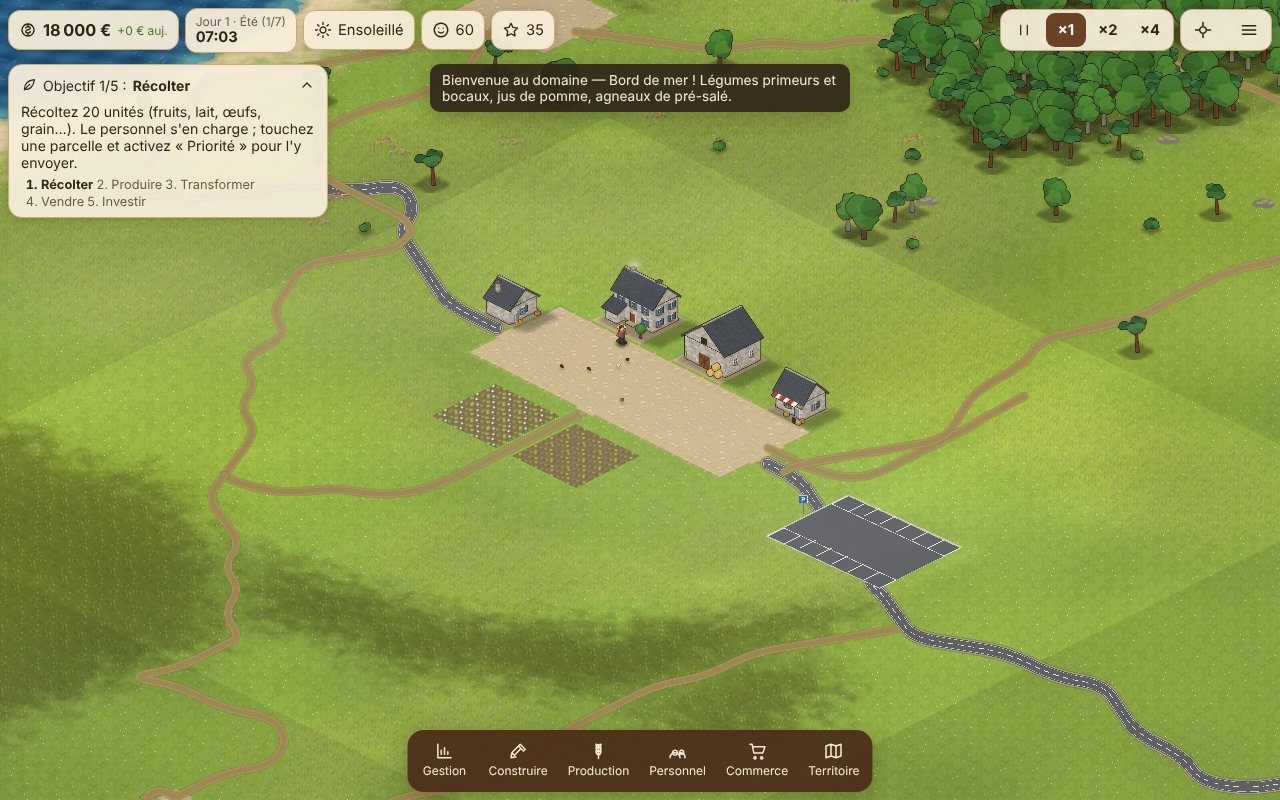 18 000 € +0 € auj.
Jour 1 · Été (1/7)
07:03
Ensoleillé
60
35
×1
×2
×4
Objectif 1/5 : Récolter
Récoltez 20 unités (fruits, lait, œufs,
grain…). Le personnel s'en charge ; touchez
une parcelle et activez « Priorité » pour l'y
envoyer.
1. Récolter 2. Produire 3. Transformer
4. Vendre 5. Investir
Bienvenue au domaine — Bord de mer ! Légumes primeurs et
bocaux, jus de pomme, agneaux de pré-salé.
P
Gestion
Construire
Production
Personnel
Commerce
Territoire